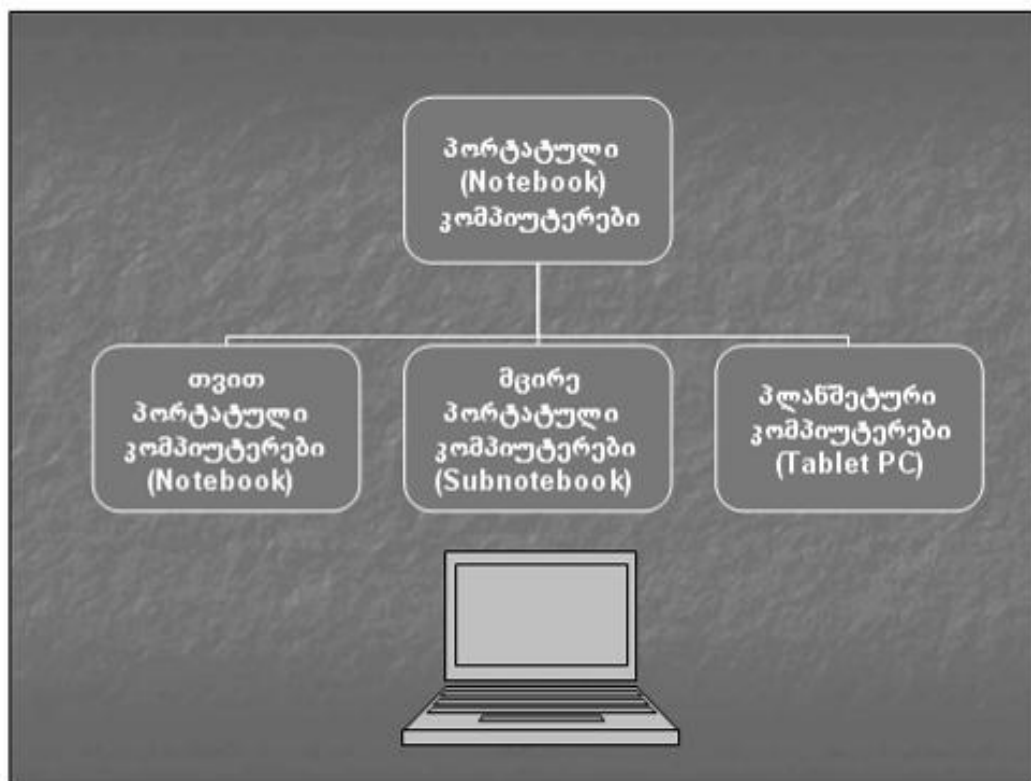 პორტატული
(Notebook)
კომპიუტერები
თვით
პორტატული
კომპიუტერები
(Notebook)
მცირე
პორტატული
კომპიუტერები
(Subnotebook)
პლანშეტური
კომპიუტერები
(Tablet PC)